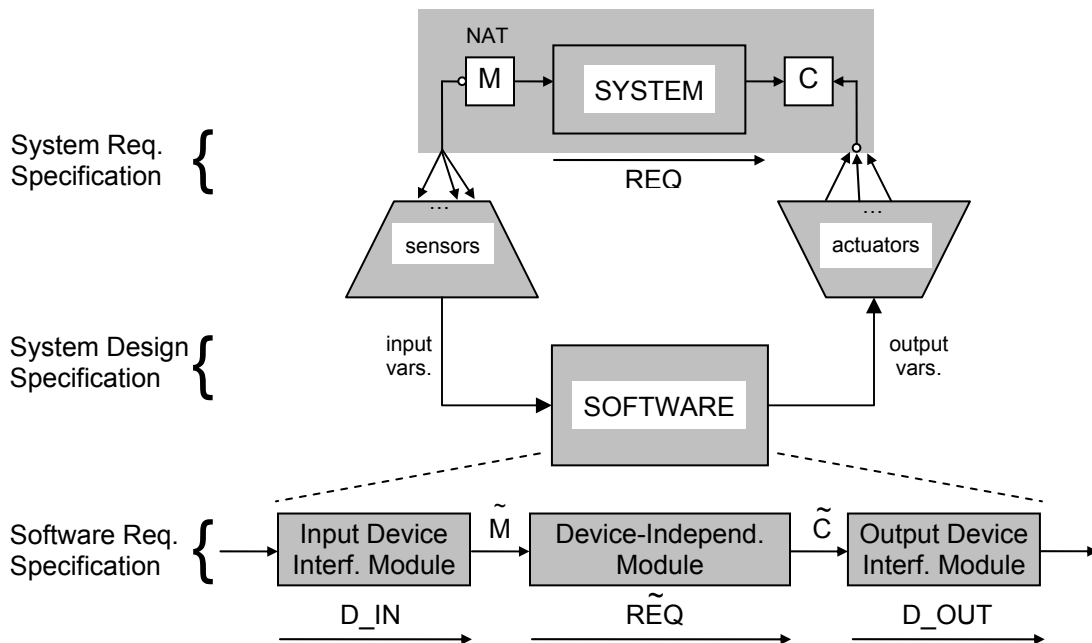 NAT
M
SYSTEM
C
System Req.
Specification
{
REQ
...
sensors
...
actuators
System Design
Specification
{
input
vars.
SOFTWARE
output
vars.
Software Req.
Specification
{
Input Device
Interf. Module
M̃
Device-Independ.
Module
C̃
Output Device
Interf. Module
D_IN
RẼQ
D_OUT